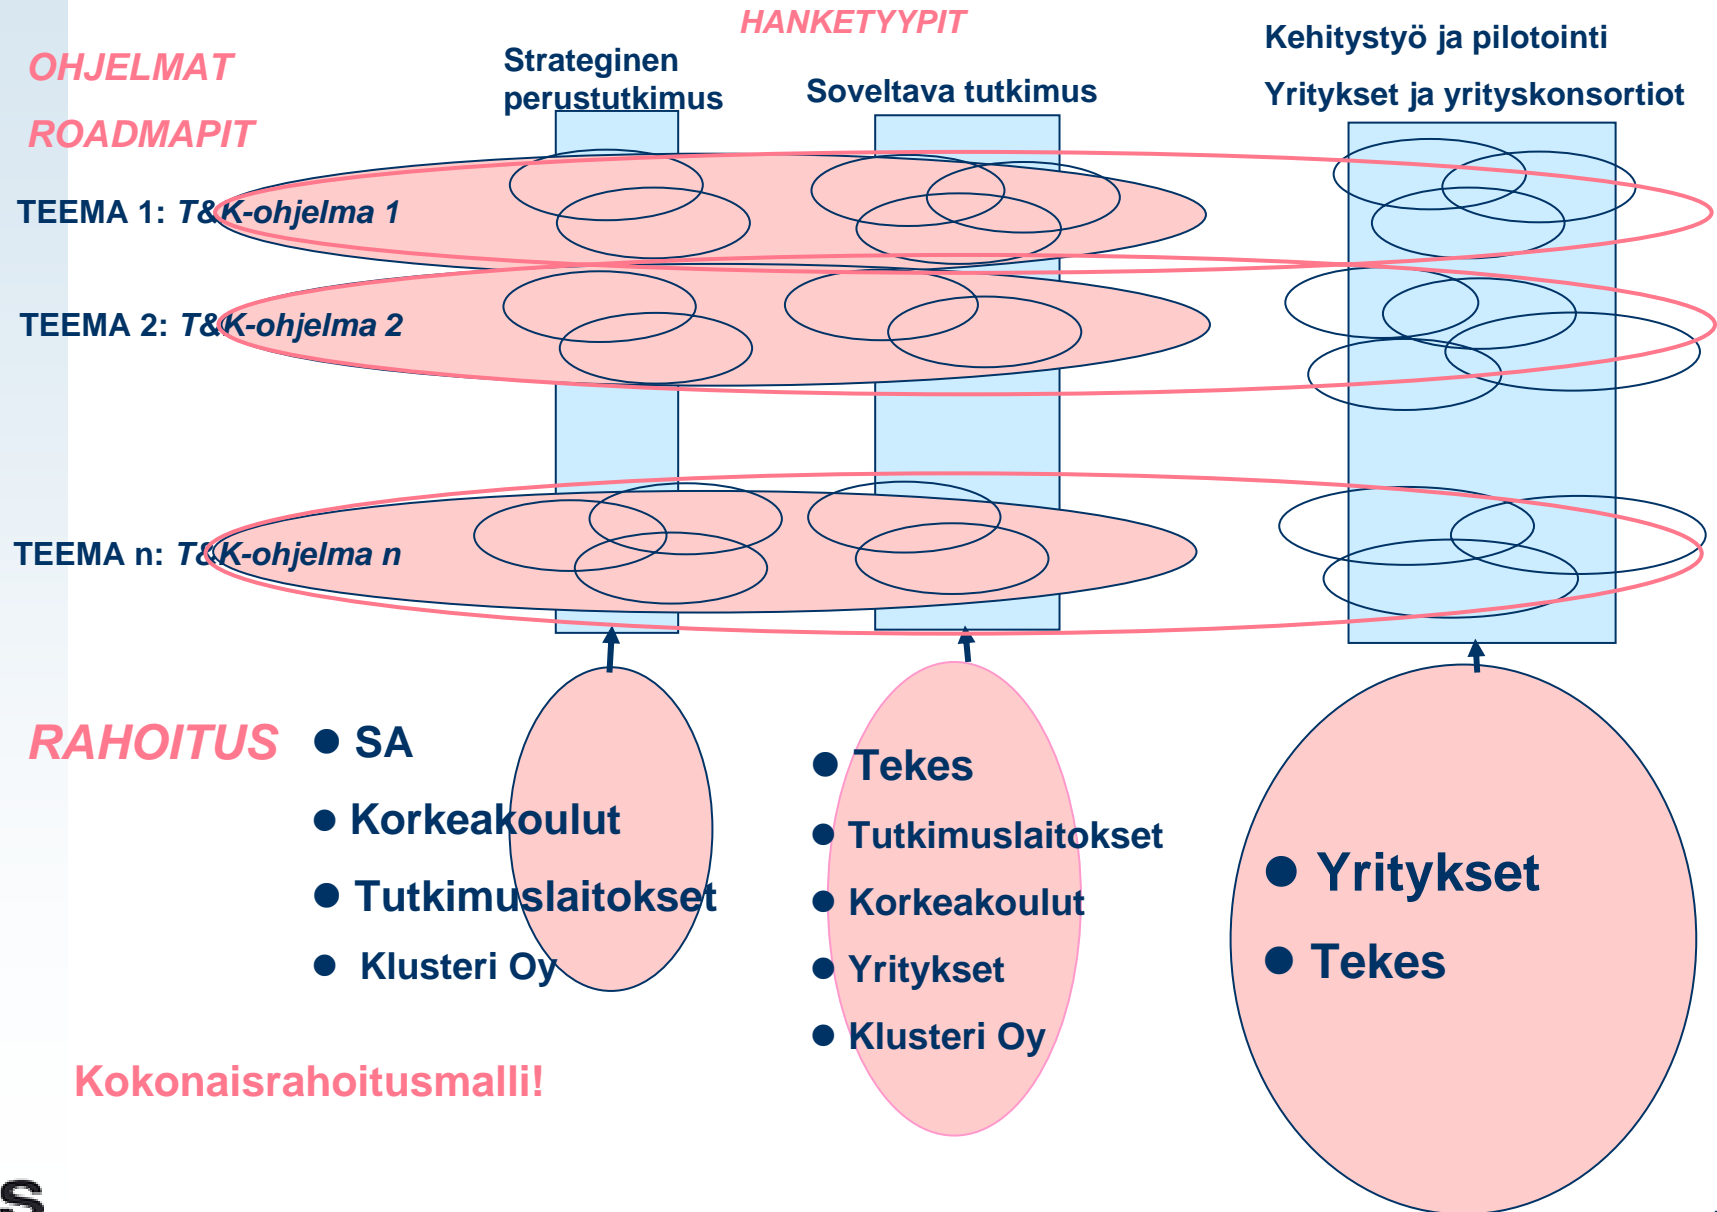 HANKETYYPIT
OHJELMAT
ROADMAPIT
Strateginen
perustutkimus
Soveltava tutkimus
Kehitystyö ja pilotointi
Yritykset ja yrityskonsortiot
TEEMA 1: T&K-ohjelma 1
TEEMA 2: T&K-ohjelma 2
TEEMA n: T&K-ohjelma n
RAHOITUS
● SA
● Korkeakoulut
● Tutkimuslaitokset
● Klusteri Oy
● Tekes
● Tutkimuslaitokset
● Korkeakoulut
● Yritykset
● Klusteri Oy
● Yritykset
● Tekes
Kokonaisrahoitusmalli!
s